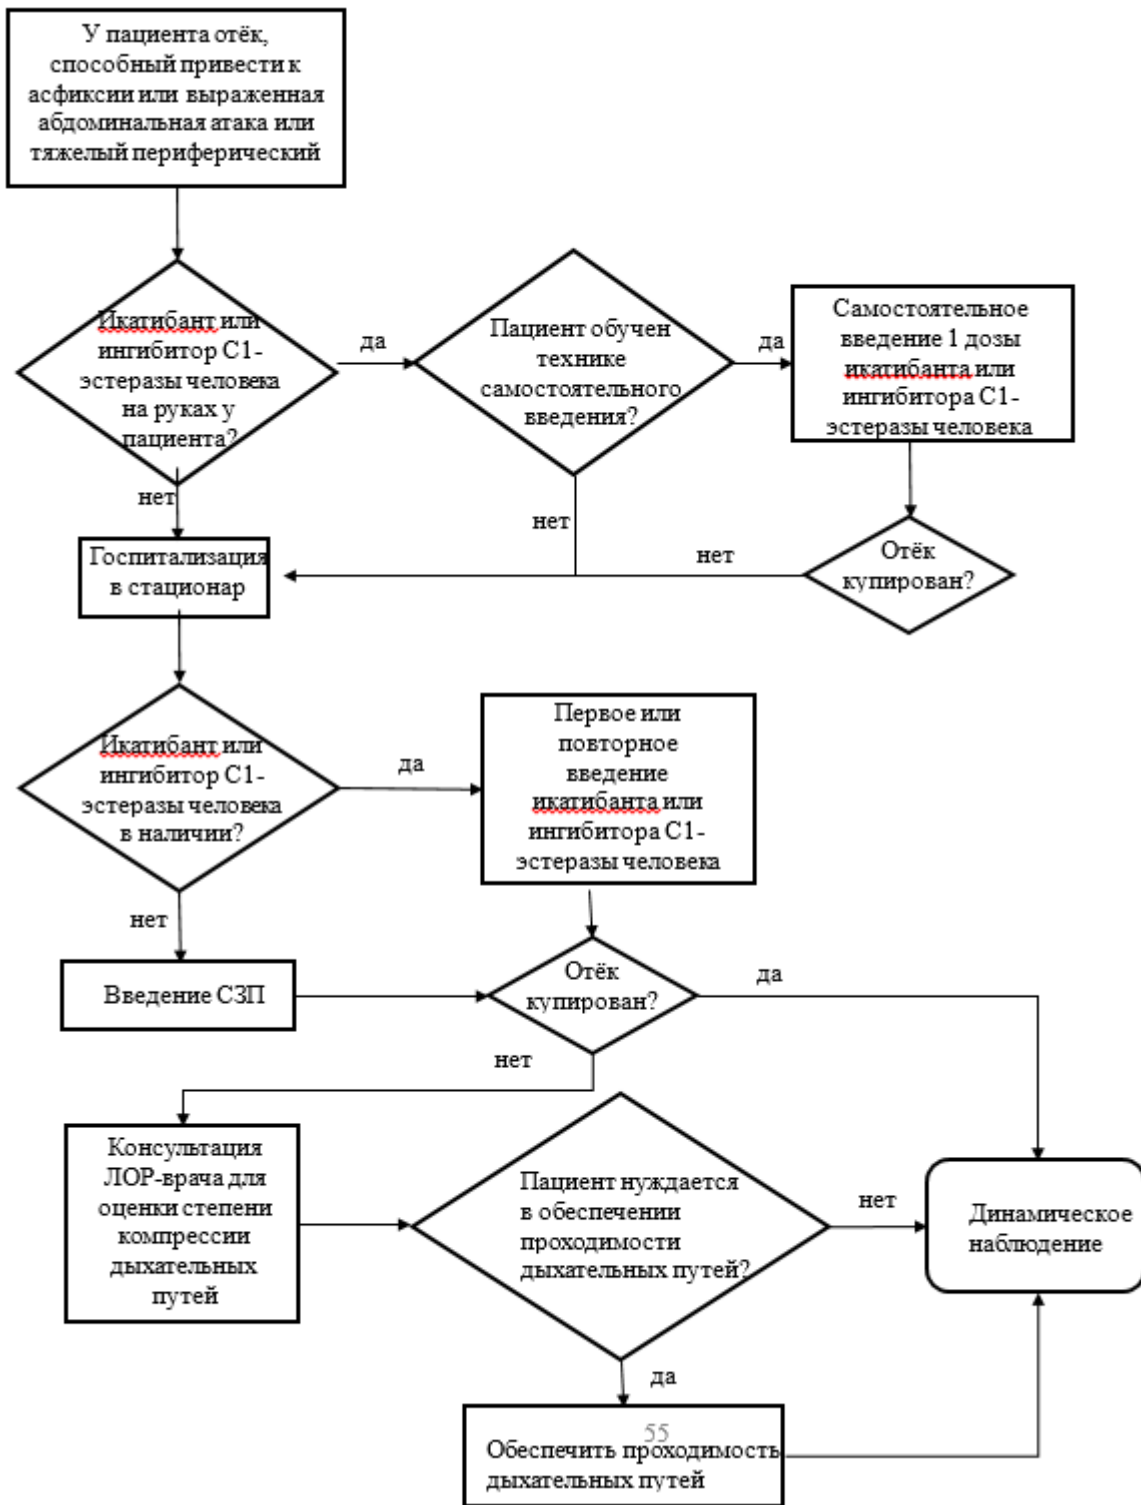 У пациента отёк,
способный привести к
асфиксии или выраженная
абдоминальная атака или
тяжелый периферический
Икатибант или
ингибитор С1-
эстеразы человека
на руках у
пациента?
да
Пациент обучен
технике
самостоятельного
введения?
да
Самостоятельное
введение 1 дозы
икатибанта или
ингибитора С1-
эстеразы человека
нет
нет
нет
Отёк
купирован?
Госпитализация
в стационар
Икатибант или
ингибитор С1-
эстеразы человека
в наличии?
да
Первое или
повторное
введение
икатибанта или
ингибитора С1-
эстеразы человека
нет
Введение СЗП
Отёк
купирован?
да
нет
Консультация
ЛОР-врача для
оценки степени
компрессии
дыхательных
путей
Пациент нуждается
в обеспечении
проходимости
дыхательных путей?
нет
Динамическое
наблюдение
да
55
Обеспечить проходимость
дыхательных путей